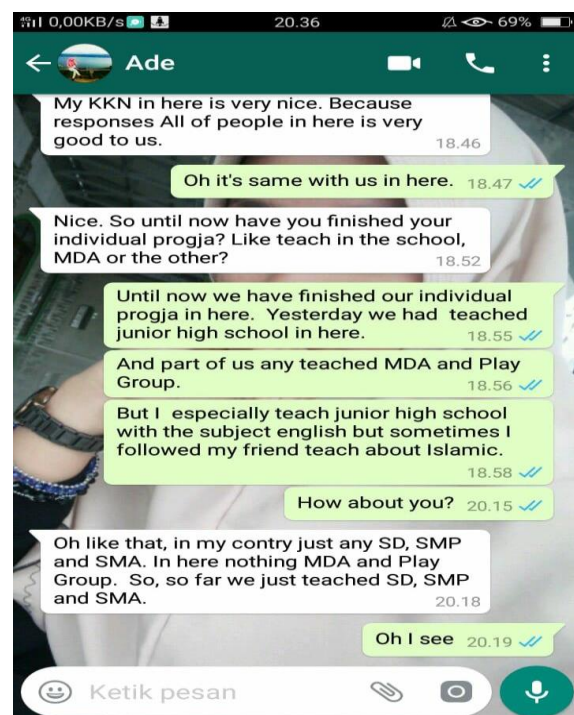 4G 0,00KB/s 20.36 69%
Ade
My KKN in here is very nice. Because
responses All of people in here is very
good to us. 18.46
Oh it's same with us in here. 18.47
Nice. So until now have you finished your
individual progja? Like teach in the school,
MDA or the other? 18.52
Until now we have finished our individual
progja in here. Yesterday we had teached
junior high school in here. 18.55
And part of us any teached MDA and Play
Group. 18.56
But I especially teach junior high school
with the subject english but sometimes I
followed my friend teach about Islamic.
18.58
How about you? 20.15
Oh like that, in my contry just any SD, SMP
and SMA. In here nothing MDA and Play
Group. So, so far we just teached SD, SMP
and SMA. 20.18
Oh I see 20.19
Ketik pesan